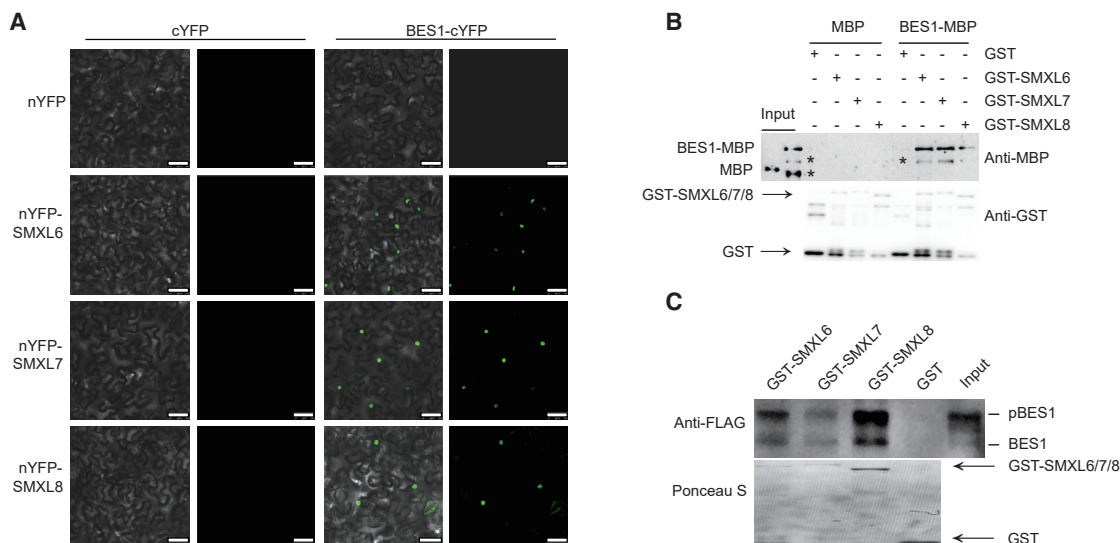 A
cYFP
BES1-cYFP
nYFP
nYFP-
SMXL6
nYFP-
SMXL7
nYFP-
SMXL8
B
MBP
BES1-MBP
+ - - - + - - - GST
- + - - - + - - GST-SMXL6
- - + - - - + - GST-SMXL7
- - - + - - - + GST-SMXL8
Input
BES1-MBP
*
*
Anti-MBP
MBP
*
GST-SMXL6/7/8
Anti-GST
GST
C
GST-SMXL6
GST-SMXL7
GST-SMXL8
GST
Input
Anti-FLAG
pBES1
BES1
GST-SMXL6/7/8
Ponceau S
GST